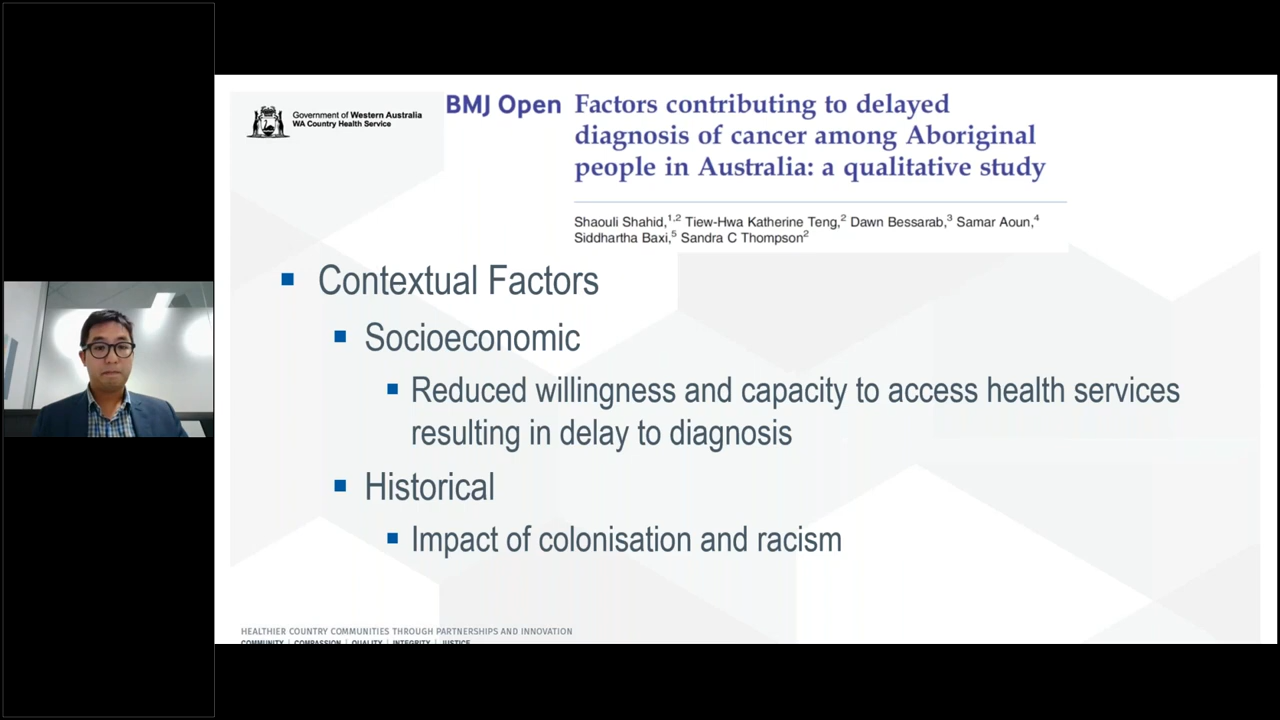 Government of Western Australia
WA Country Health Service
BMJ Open Factors contributing to delayed
diagnosis of cancer among Aboriginal
people in Australia: a qualitative study
Shaouli Shahid,1,2 Tiew-Hwa Katherine Teng,2 Dawn Bessarab,3 Samar Aoun,4
Siddhartha Baxi,5 Sandra C Thompson2
Contextual Factors
Socioeconomic
Reduced willingness and capacity to access health services
resulting in delay to diagnosis
Historical
Impact of colonisation and racism
HEALTHIER COUNTRY COMMUNITIES THROUGH PARTNERSHIPS AND INNOVATION
COMMUNITY | COMPASSION | QUALITY | INTEGRITY | JUSTICE